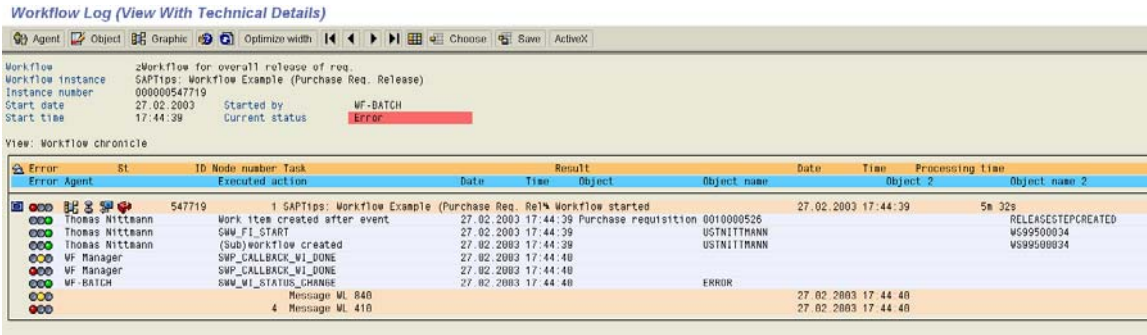 Workflow Log (View With Technical Details)
Agent Object Graphic Optimize width Choose Save ActiveX
Workflow zWorkflow for overall release of req.
Workflow instance SAPTips: Workflow Example (Purchase Req. Release)
Instance number 000000547719
Start date 27.02.2003 Started by WF-BATCH
Start time 17:44:39 Current status Error
View: Workflow chronicle
Error St ID Node number Task Result Date Time Processing time
Error Agent Executed action Date Time Object Object name Object 2 Object name 2
547719 1 SAPTips: Workflow Example (Purchase Req. Rel% Workflow started 27.02.2003 17:44:39 5m 32s
Thomas Nittmann Work item created after event 27.02.2003 17:44:39 Purchase requisition 0010000526 RELEASESTEPCREATED
Thomas Nittmann SWW_FI_START 27.02.2003 17:44:39 USTNITTMANN WS99500034
Thomas Nittmann (Sub)workflow created 27.02.2003 17:44:39 USTNITTMANN WS99500034
WF Manager SWP_CALLBACK_WI_DONE 27.02.2003 17:44:40
WF Manager SWP_CALLBACK_WI_DONE 27.02.2003 17:44:40
WF-BATCH SWW_WI_STATUS_CHANGE 27.02.2003 17:44:40 ERROR
Message WL 840 27.02.2003 17:44:40
4 Message WL 410 27.02.2003 17:44:40